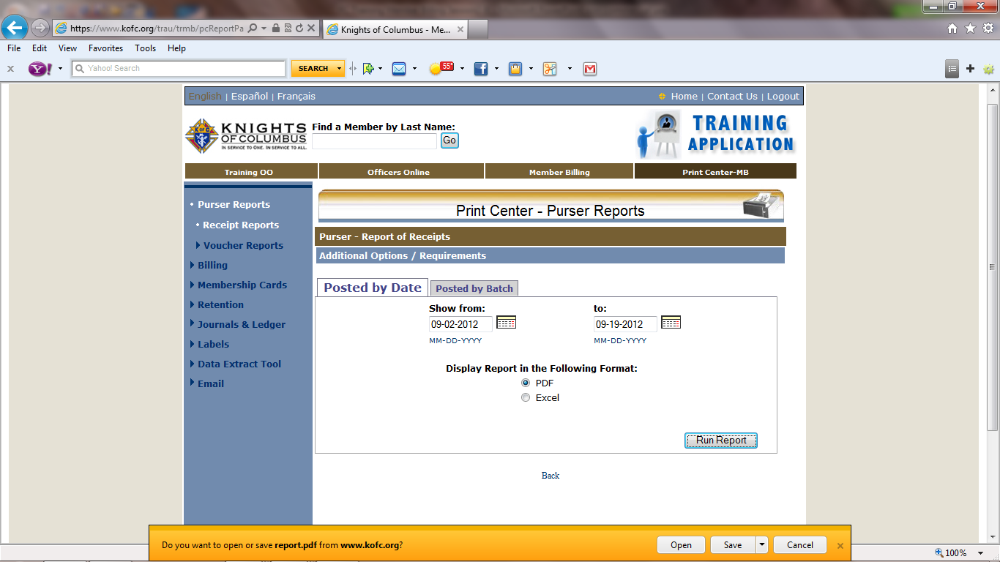 https://www.kofc.org/trau/trmb/pcReportPa
Knights of Columbus - Me...
File Edit View Favorites Tools Help
Yahoo! Search
SEARCH
55°
English | Español | Français
Home | Contact Us | Logout
KNIGHTS
OF COLUMBUS
IN SERVICE TO ONE. IN SERVICE TO ALL.
Find a Member by Last Name:
Go
TRAINING
APPLICATION
Training OO
Officers Online
Member Billing
Print Center-MB
Purser Reports
Receipt Reports
Voucher Reports
Billing
Membership Cards
Retention
Journals & Ledger
Labels
Data Extract Tool
Email
Print Center - Purser Reports
Purser - Report of Receipts
Additional Options / Requirements
Posted by Date
Posted by Batch
Show from: to:
09-02-2012 09-19-2012
MM-DD-YYYY MM-DD-YYYY
Display Report in the Following Format:
PDF
Excel
Run Report
Back
Do you want to open or save report.pdf from www.kofc.org?
Open Save Cancel
100%